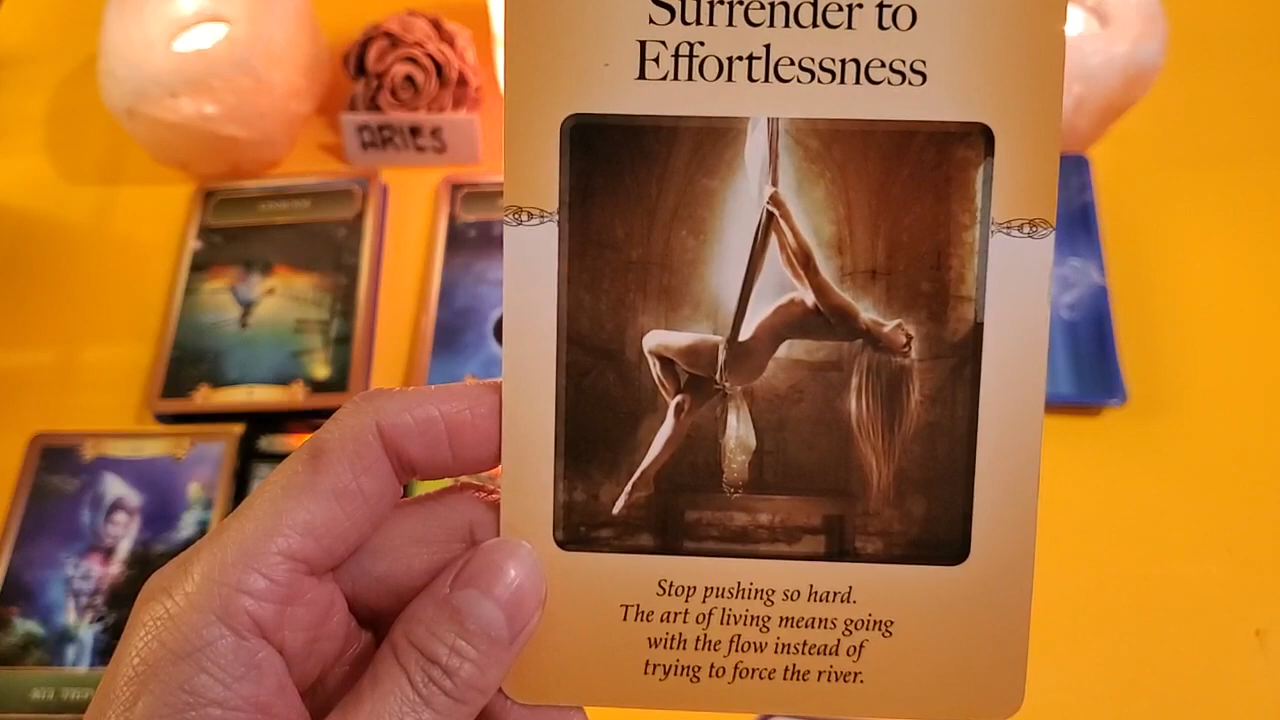 Surrender to
Effortlessness
ARIES
Stop pushing so hard.
The art of living means going
with the flow instead of
trying to force the river.